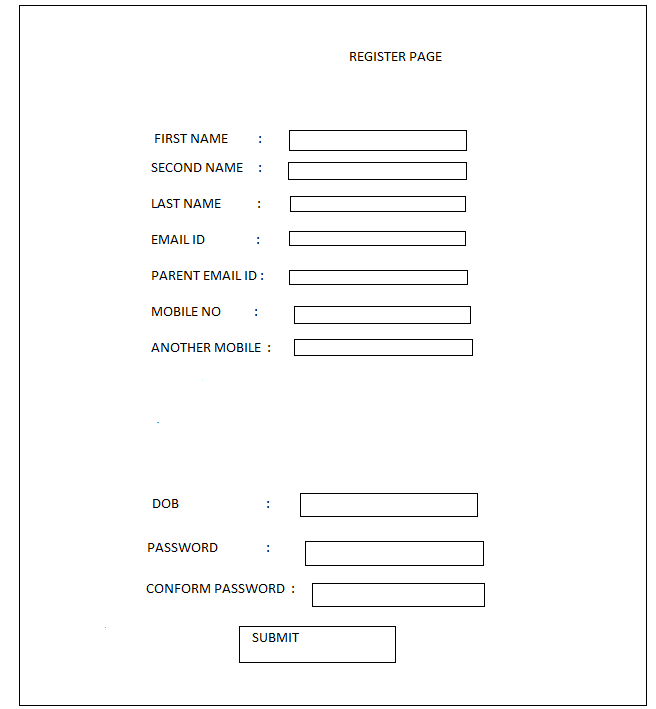 REGISTER PAGE
FIRST NAME :
SECOND NAME :
LAST NAME :
EMAIL ID :
PARENT EMAIL ID :
MOBILE NO :
ANOTHER MOBILE :
DOB :
PASSWORD :
CONFORM PASSWORD :
SUBMIT